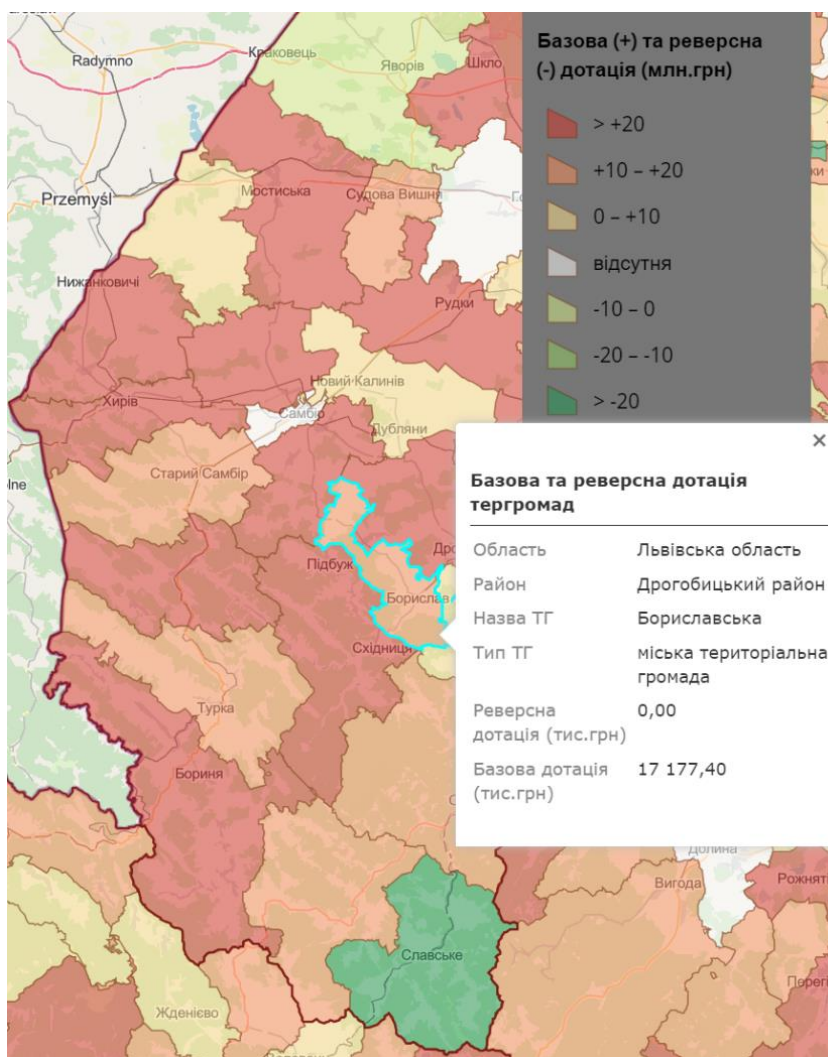 Radymno
Краковець
Яворів
Шкло
Przemyśl
Мостиська
Судова Вишня
Нижанковичі
Рудки
Новий Калинів
Хирів
Самбір
Дубляни
Старий Самбір
Підбуж
Борислав
Східниця
Турка
Бориня
Славське
Жденієво
Долина
Вигода
Базова (+) та реверсна
(-) дотація (млн.грн)
> +20
+10 – +20
0 – +10
відсутня
-10 – 0
-20 – -10
> -20
×
Базова та реверсна дотація
тергромад
Область Львівська область
Район Дрогобицький район
Назва ТГ Бориславська
Тип ТГ міська територіальна
громада
Реверсна 0,00
дотація (тис.грн)
Базова дотація 17 177,40
(тис.грн)